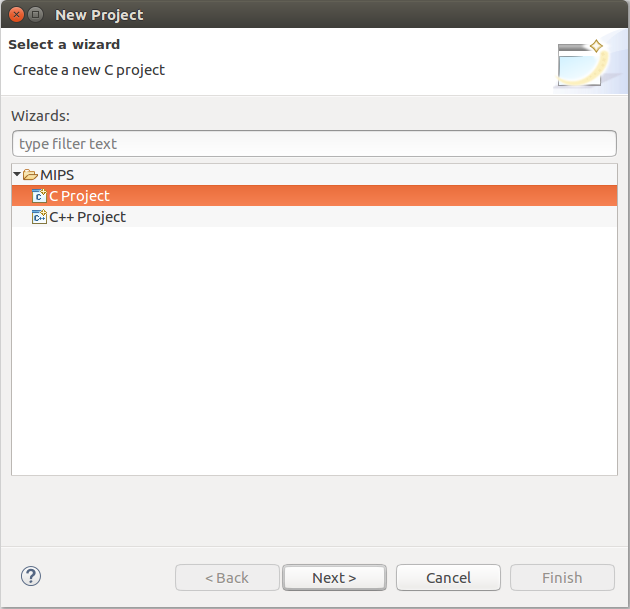 New Project
Select a wizard
Create a new C project
Wizards:
type filter text
MIPS
C Project
C++ Project
< Back Next > Cancel Finish